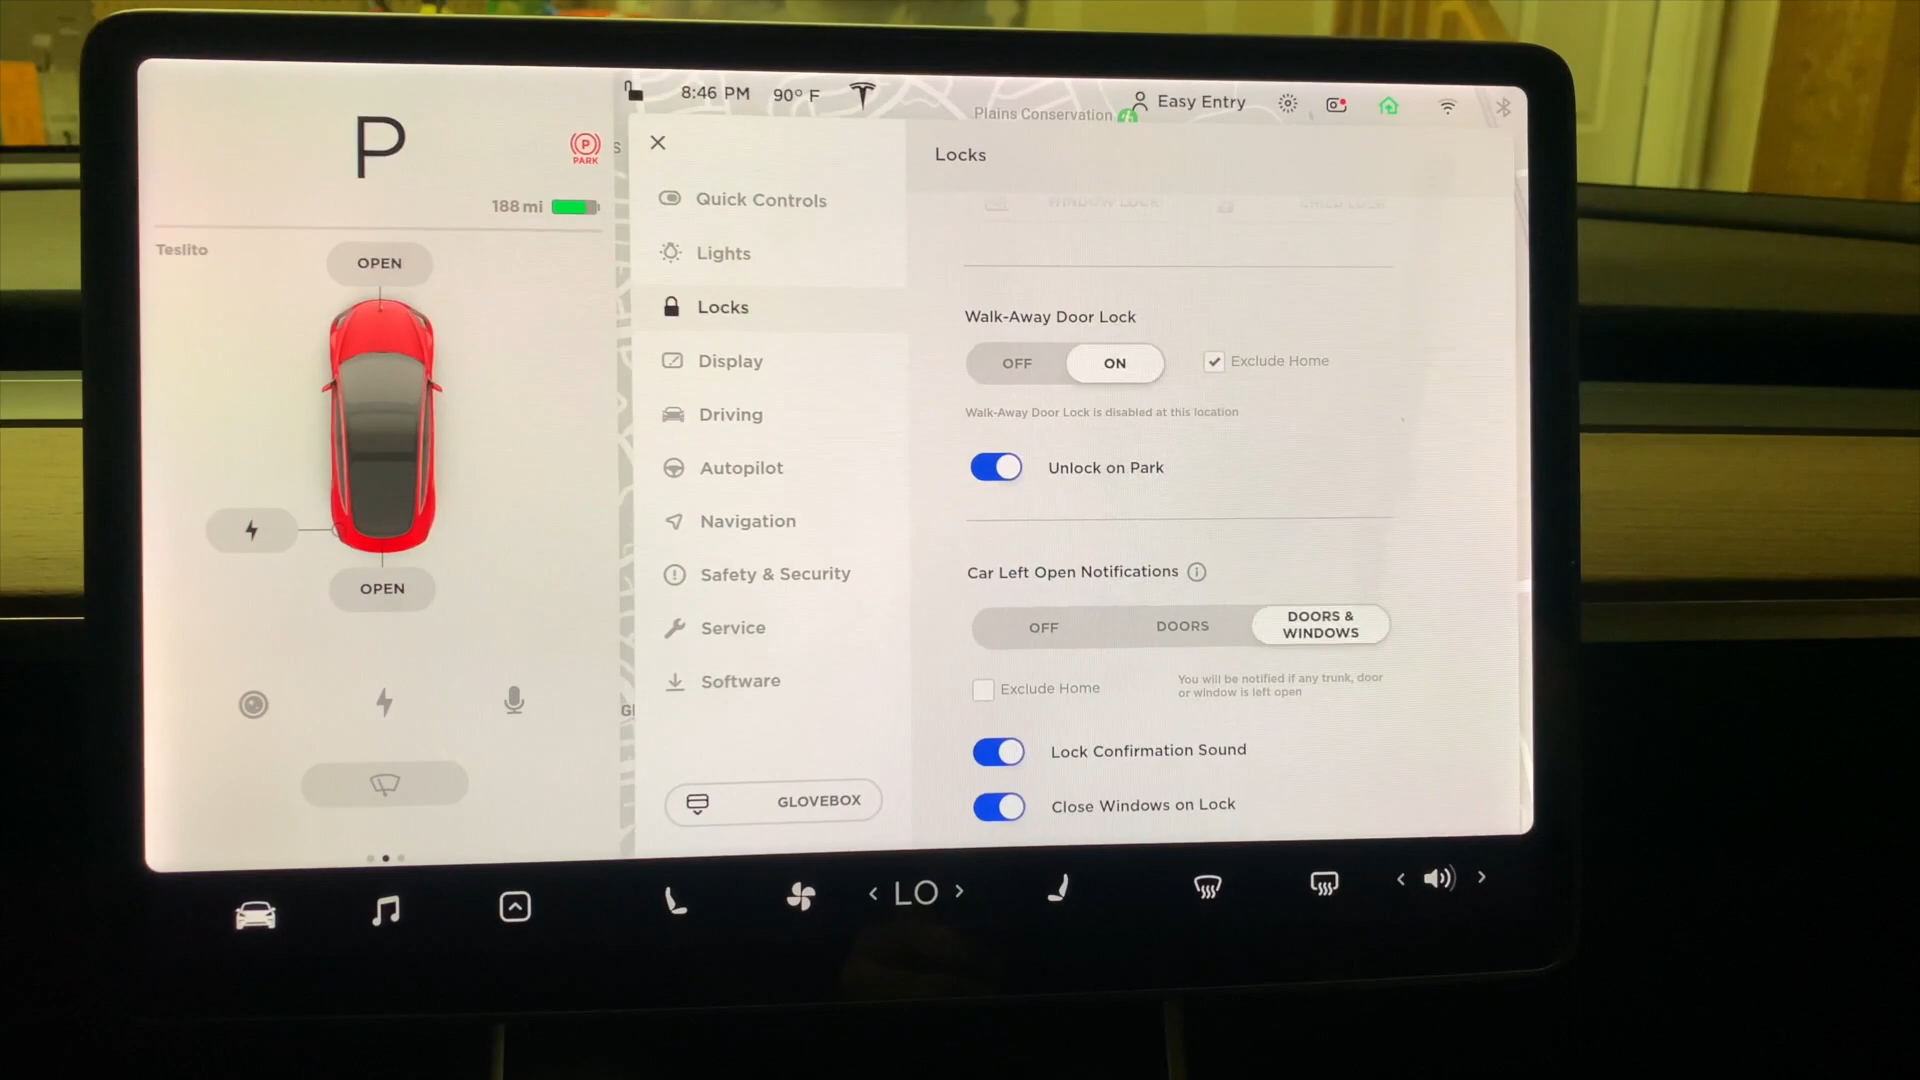 P
PARK
188 mi
Teslito
OPEN
OPEN
8:46 PM
90° F
Plains Conservation
Easy Entry
Quick Controls
Lights
Locks
Display
Driving
Autopilot
Navigation
Safety & Security
Service
Software
GLOVEBOX
Locks
WINDOW LOCK
CHILD LOCK
Walk-Away Door Lock
OFF
ON
Exclude Home
Walk-Away Door Lock is disabled at this location
Unlock on Park
Car Left Open Notifications
OFF
DOORS
DOORS &
WINDOWS
Exclude Home
You will be notified if any trunk, door
or window is left open
Lock Confirmation Sound
Close Windows on Lock
LO